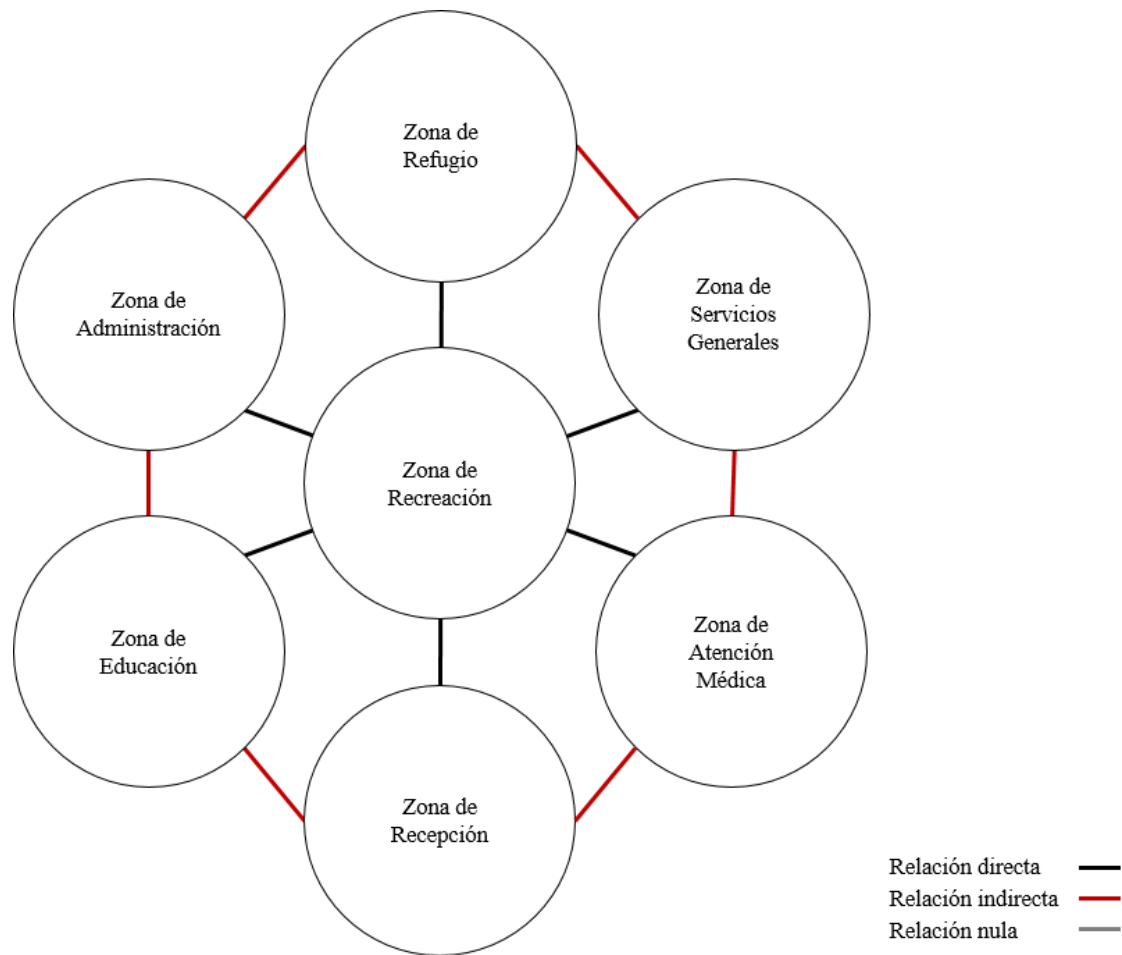 Zona de
Refugio
Zona de
Administración
Zona de
Servicios
Generales
Zona de
Recreación
Zona de
Educación
Zona de
Atención
Médica
Zona de
Recepción
Relación directa
Relación indirecta
Relación nula